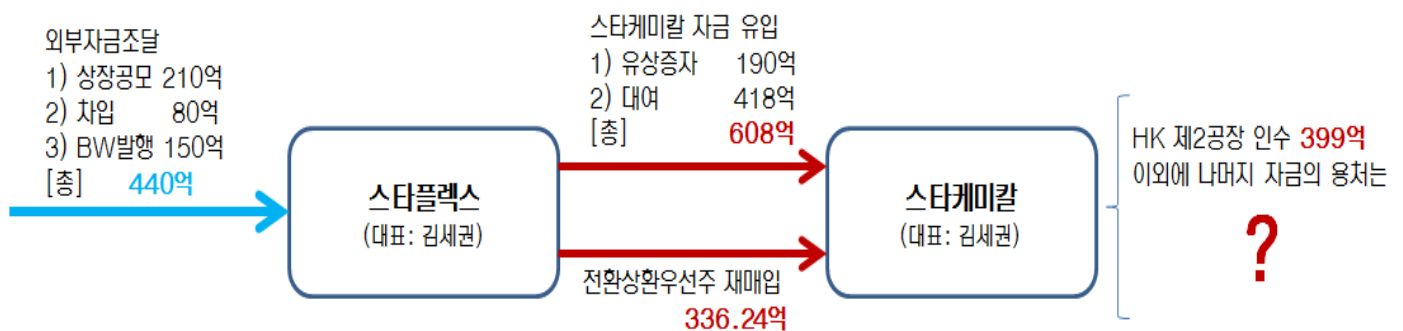 외부자금조달
1) 상장공모 210억
2) 차입 80억
3) BW발행 150억
[총] 440억
스타플렉스
(대표: 김세권)
스타케미칼 자금 유입
1) 유상증자 190억
2) 대여 418억
[총] 608억
전환상환우선주 재매입
336.24억
스타케미칼
(대표: 김세권)
HK 제2공장 인수 399억
이외에 나머지 자금의 용처는
?